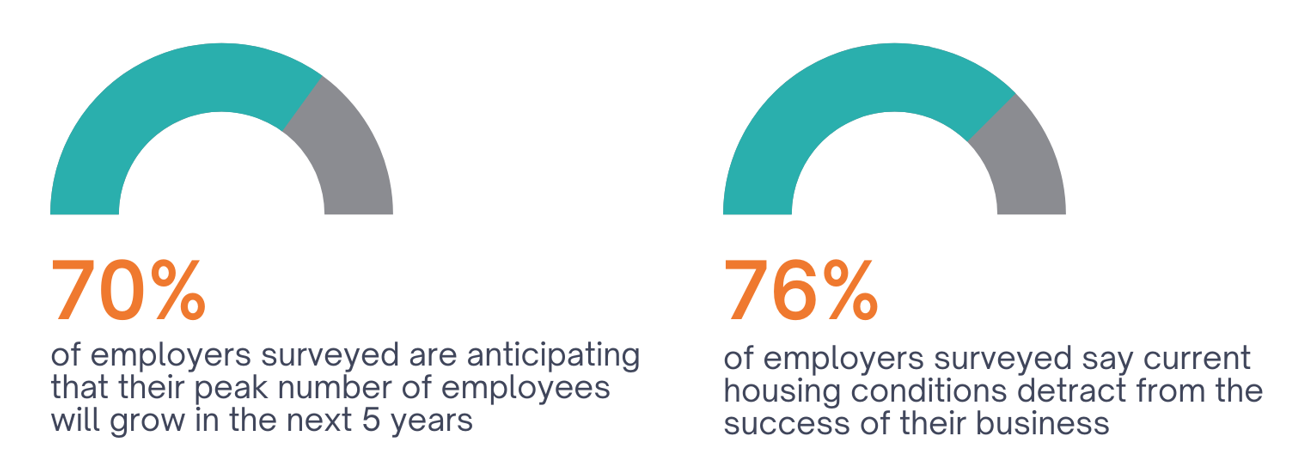 70%
of employers surveyed are anticipating
that their peak number of employees
will grow in the next 5 years
76%
of employers surveyed say current
housing conditions detract from the
success of their business